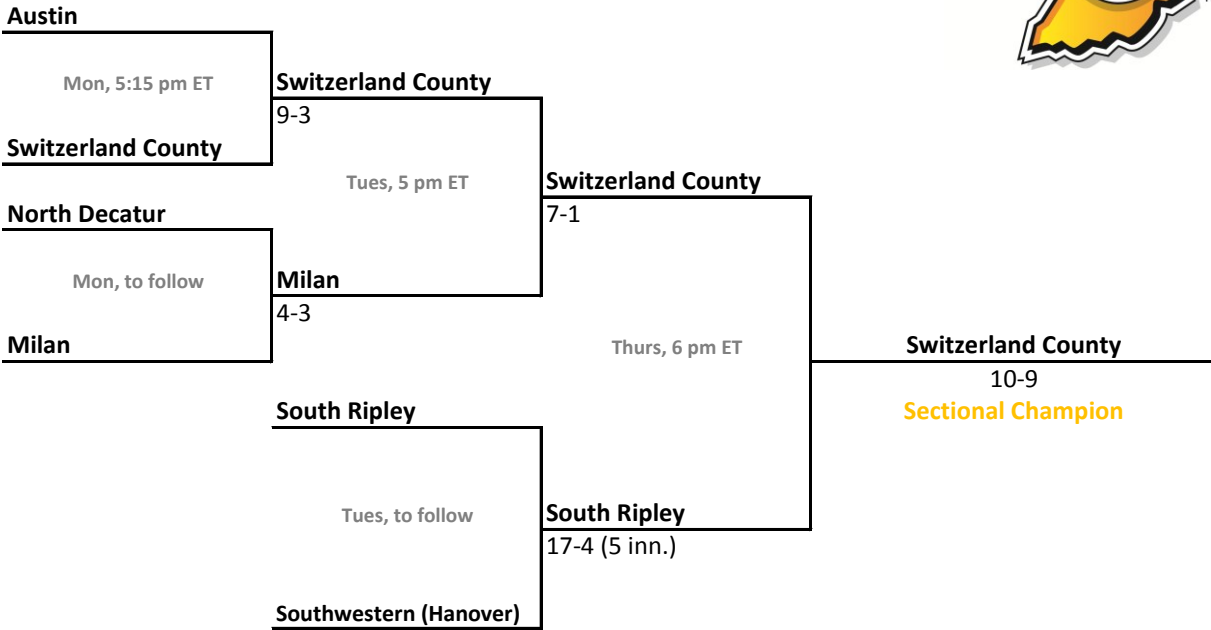 Austin
Mon, 5:15 pm ET
Switzerland County
9-3
Switzerland County
Tues, 5 pm ET
Switzerland County
7-1
North Decatur
Mon, to follow
Milan
4-3
Milan
Thurs, 6 pm ET
Switzerland County
10-9
Sectional Champion
South Ripley
Tues, to follow
South Ripley
17-4 (5 inn.)
Southwestern (Hanover)